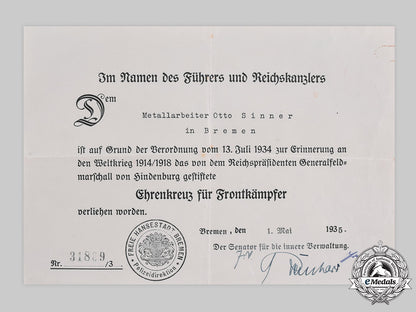 Im Namen des Führers und Reichskanzlers
Dem
Metallarbeiter Otto Sinner
in Bremen
ist auf Grund der Verordnung vom 13. Juli 1934 zur Erinnerung an
den Weltkrieg 1914/1918 das von dem Reichspräsidenten Generalfeld-
marschall von Hindenburg gestiftete
Ehrenkreuz für Frontkämpfer
verliehen worden.
Bremen, den 1. Mai 1935.
Der Senator für die innere Verwaltung.
FREIE HANSESTADT BREMEN
Polizeidirektion
Nr. 31809 /3
eMedals